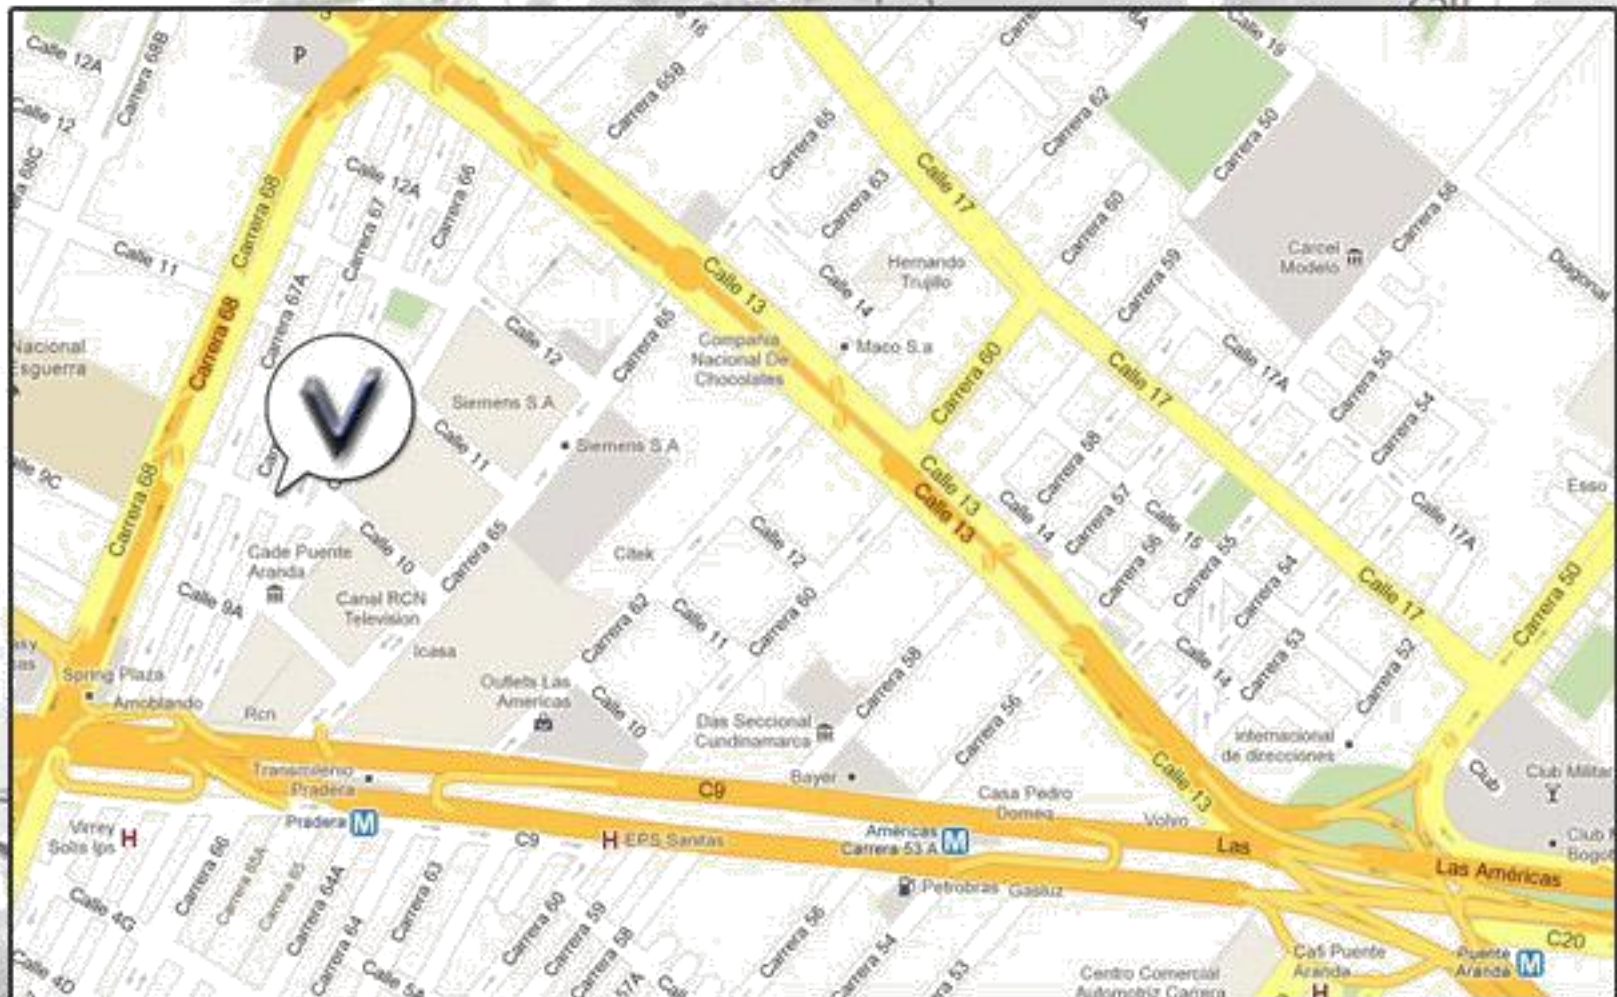 Calle 12A
Carrera 68B
P
Carrera 65B
Carrera 65
Carrera 62
Calle 19
Carrera 50
Calle 12
Calle 12A
Carrera 66
Carrera 67
Carrera 68
Carrera 63
Calle 17
Carrera 60
Carrera 56
Carcel
Modelo
Diagonal
Calle 11
Carrera 67A
Carrera 68
Calle 13
Calle 14
Hernando
Trujillo
Carrera 59
Nacional
Esguerra
Calle 12
Carrera 65
Compañia
Nacional De
Chocolates
Maco S.a
Carrera 60
Calle 17
Calle 17A
Carrera 55
Carrera 54
V
Siemens S.A
Siemens S.A
Calle 11
Calle 13
Calle 13
Carrera 58
Carrera 57
Calle 14
Calle 15
Calle 17A
Esso
Carrera 68
Calle 10
Carrera 65
Citek
Calle 12
Carrera 56
Carrera 55
Carrera 54
Calle 17
Carrera 50
Cade Puente
Aranda
Calle 9A
Canal RCN
Television
Icasa
Carrera 62
Calle 11
Carrera 60
Carrera 58
Calle 14
Carrera 53
Carrera 52
Spring Plaza
Amoblando
Rcn
Outlets Las
Americas
Calle 10
Das Seccional
Cundinamarca
Carrera 56
internacional
de direcciones
Transmilenio
Pradera
Pradera M
C9
Bayer
Casa Pedro
Domeq
Volvo
Calle 13
Club
Club Militar
Virrey
Solis Ips H
C9
H EPS Sanitas
Américas
Carrera 53 A M
Las
Las Américas
Petrobras
Gasluz
Carrera 66
Carrera 65A
Carrera 65
Carrera 64A
Carrera 64
Carrera 63
Carrera 60
Carrera 59
Carrera 58
57A
Carrera 56
Carrera 54
Calle 4G
Calle 4D
Centro Comercial
Automotriz Carrera
Cafi Puente
Aranda
H
Puente
Aranda M
C20